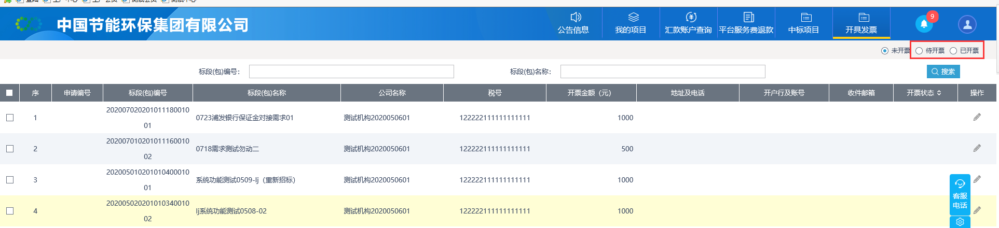 中国节能环保集团有限公司
公告信息
我的项目
汇款账户查询
平台服务费退款
中标项目
开具发票
9
未开票 待开票 已开票
标段(包)编号：
标段(包)名称：
搜索
序 申请编号 标段(包)编号 标段(包)名称 公司名称 税号 开票金额（元） 地址及电话 开户行及账号 收件邮箱 开票状态 操作
1 202007020201011180010 01 0723浦发银行保证金对接需求01 测试机构2020050601 122222111111111111 1000
2 202007010201011160010 02 0718需求测试勿动二 测试机构2020050601 122222111111111111 500
3 202005010201010400010 01 系统功能测试0509-lj（重新招标） 测试机构2020050601 122222111111111111 1000
4 202005020201010340010 02 lj系统功能测试0508-02 测试机构2020050601 122222111111111111 1000
客服
电话